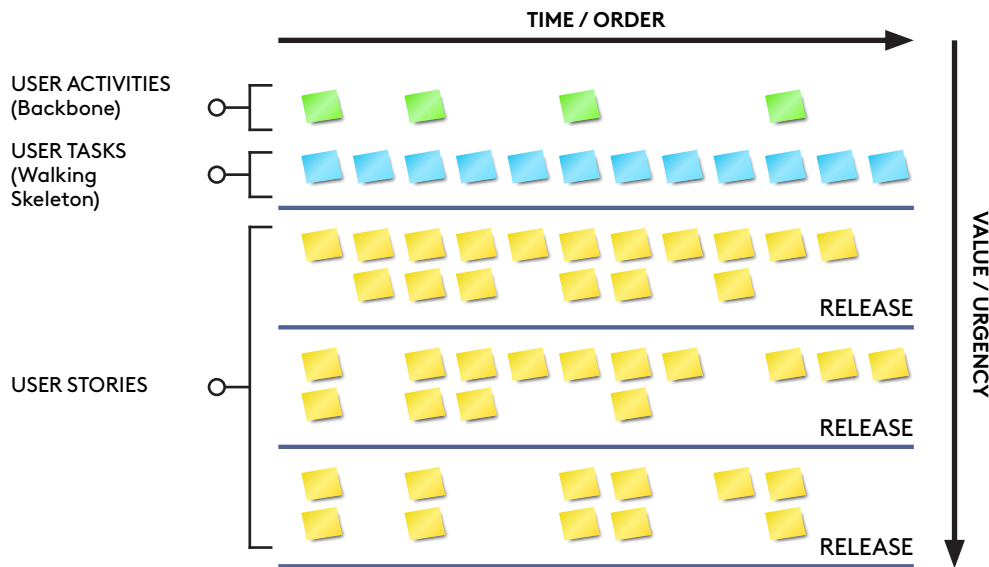 TIME / ORDER
USER ACTIVITIES
(Backbone)
USER TASKS
(Walking
Skeleton)
VALUE / URGENCY
RELEASE
USER STORIES
RELEASE
RELEASE